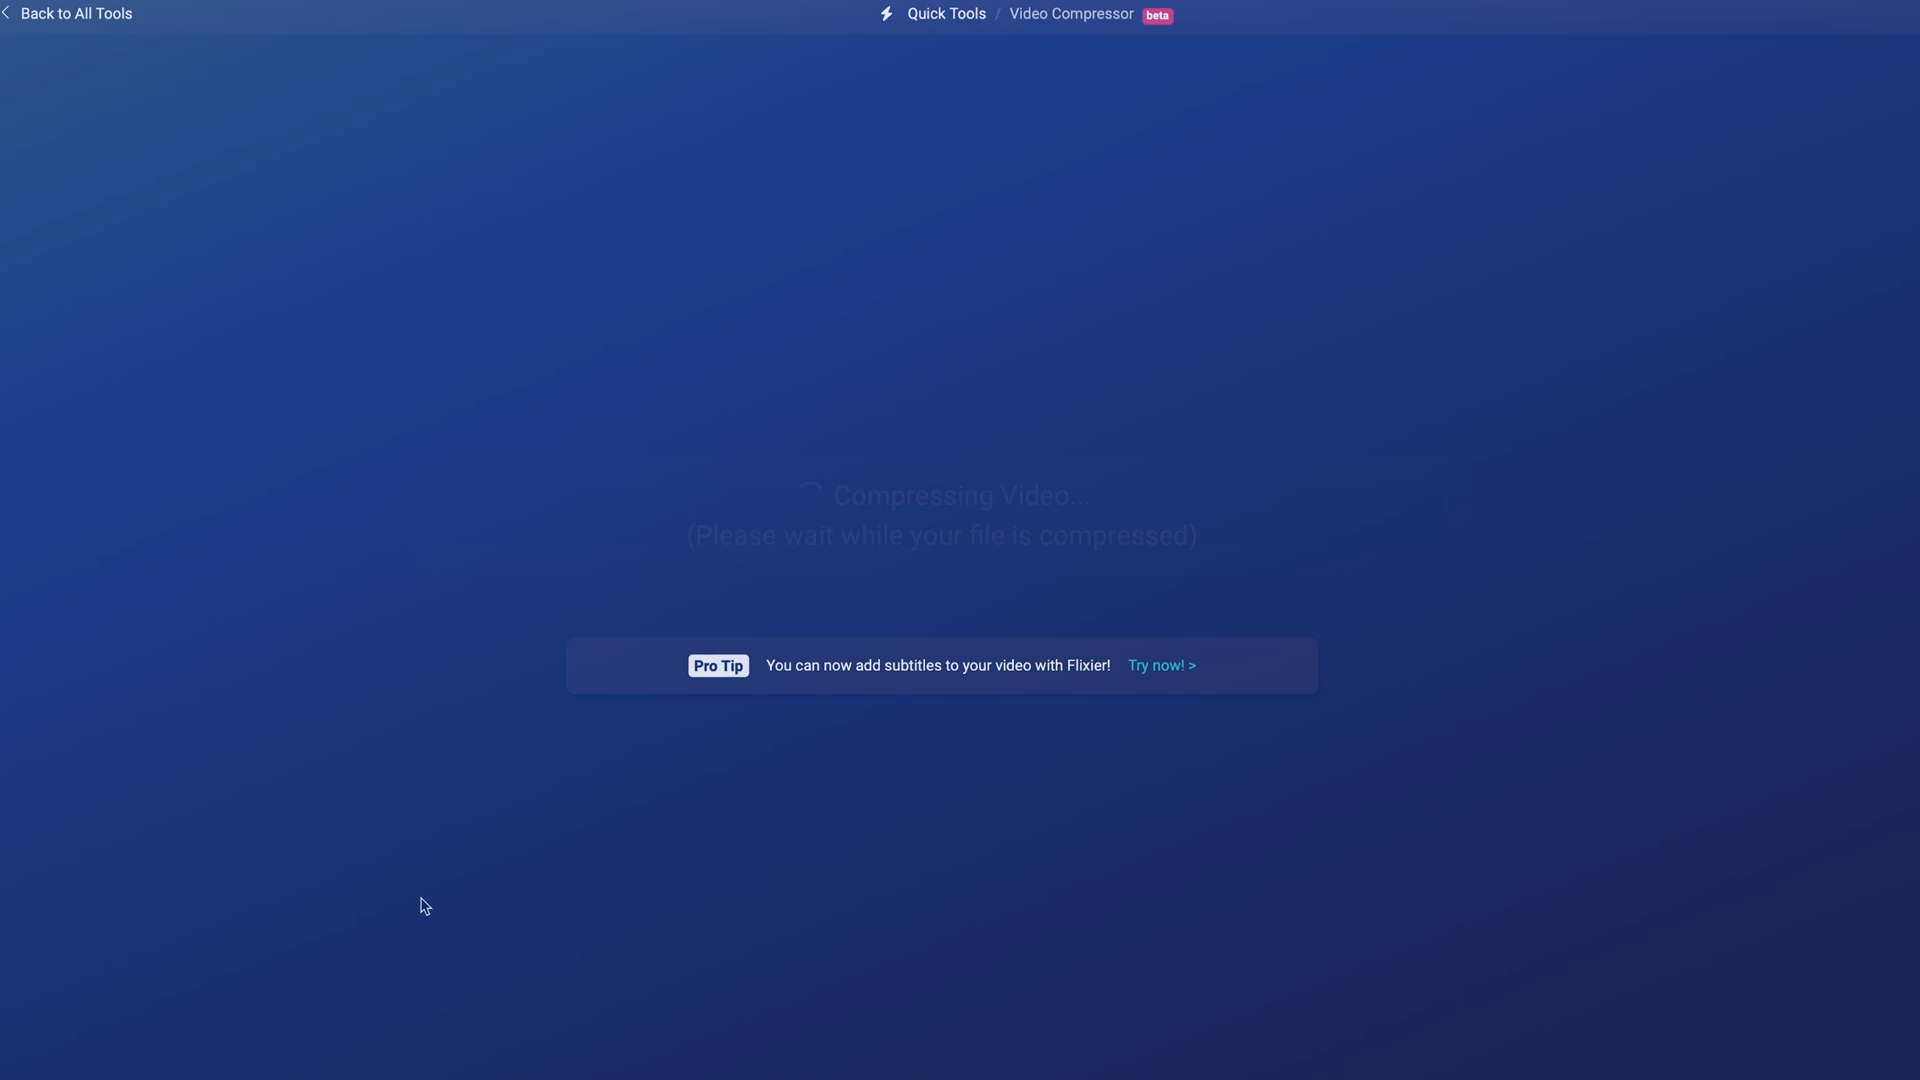 Back to All Tools
Quick Tools / Video Compressor beta
Compressing Video...
(Please wait while your file is compressed)
Pro Tip You can now add subtitles to your video with Flixier! Try now! >